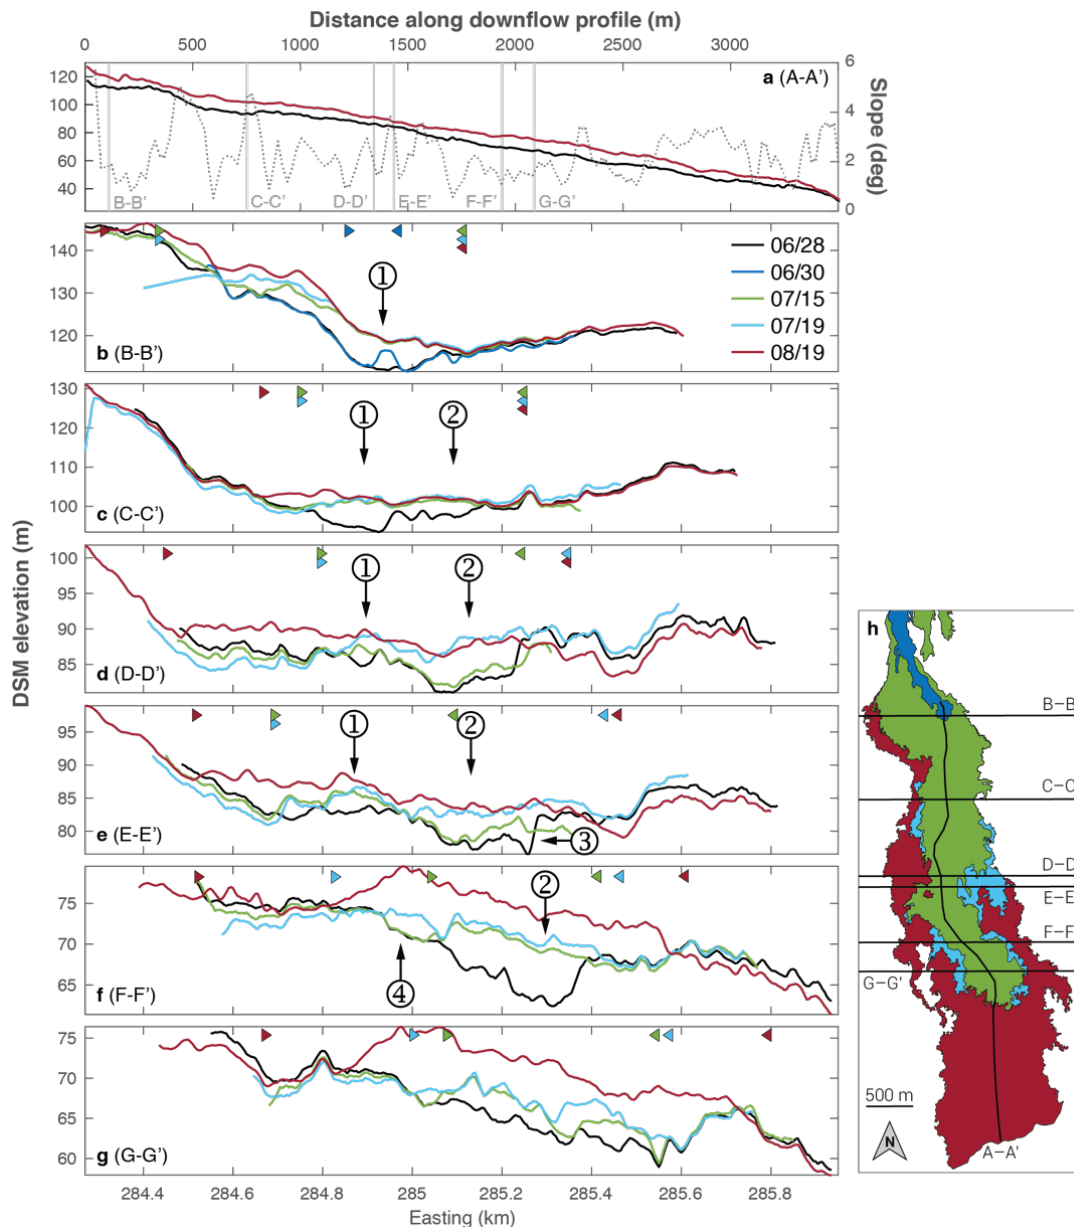 Distance along downflow profile (m)
0 500 1000 1500 2000 2500 3000
120
100
80
60
40
a (A-A')
6
4
2
0
Slope (deg)
B-B' C-C' D-D' E-E' F-F' G-G'
DSM elevation (m)
140
130
120
1
06/28
06/30
07/15
07/19
08/19
b (B-B')
130
120
110
100
1 2
c (C-C')
100
95
90
85
1 2
d (D-D')
95
90
85
80
1 2
3
e (E-E')
75
70
65
2
4
f (F-F')
75
70
65
60
g (G-G')
284.4 284.6 284.8 285 285.2 285.4 285.6 285.8
Easting (km)
h
B-B
C-C
D-D
E-E
F-F
G-G'
500 m
N
A-A'